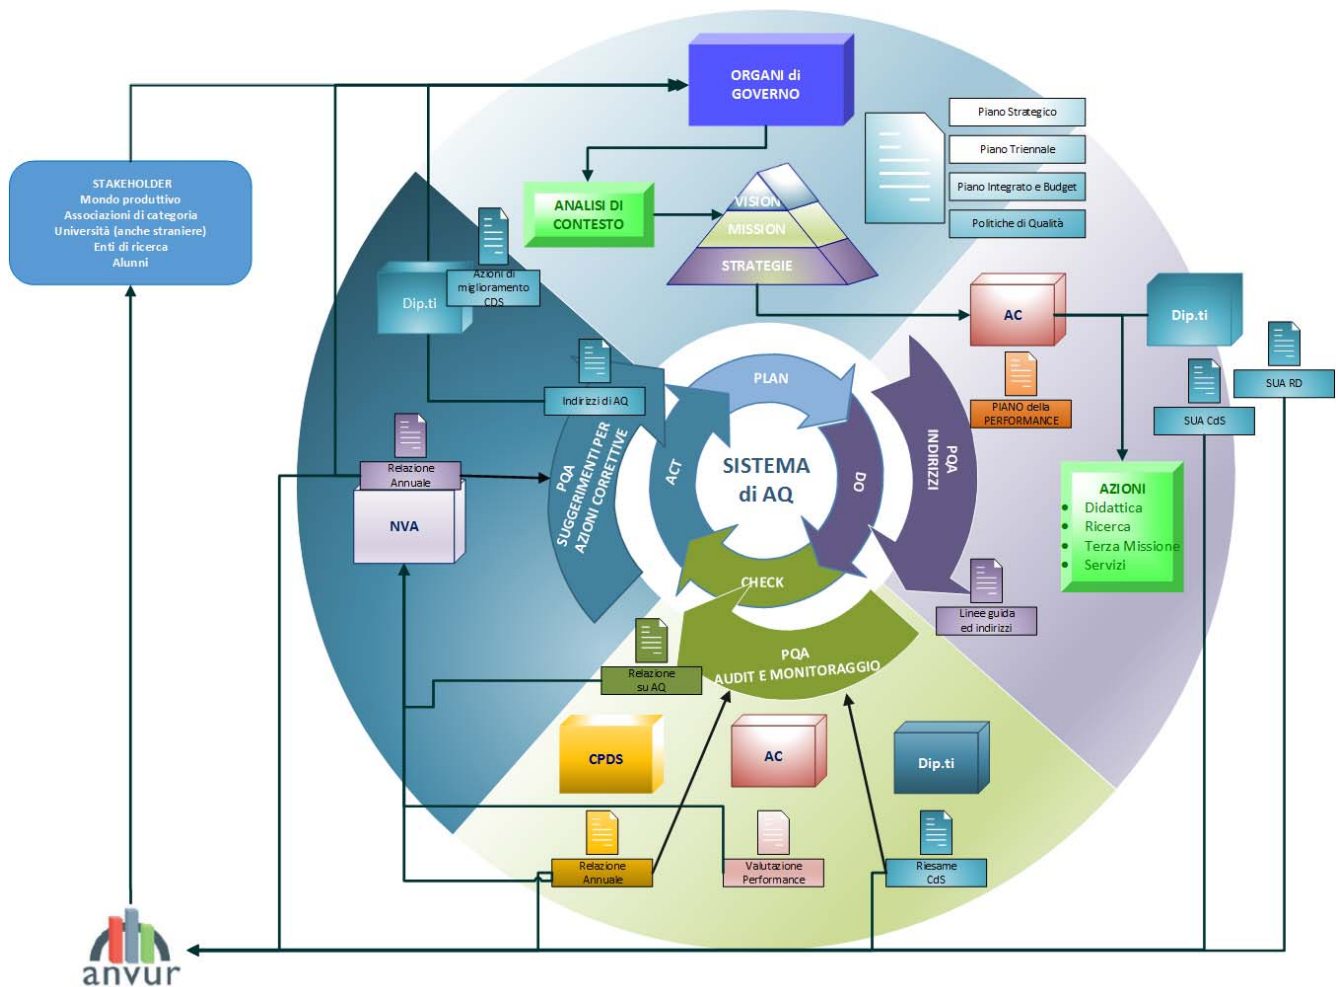 ORGANI di
GOVERNO
Piano Strategico
Piano Triennale
Piano Integrato e Budget
Politiche di Qualità
STAKEHOLDER
Mondo produttivo
Associazioni di categoria
Università (anche straniere)
Enti di ricerca
Alunni
ANALISI DI
CONTESTO
VISION
MISSION
STRATEGIE
Dip.ti
Azioni di
miglioramento
CDS
AC
Dip.ti
PIANO della
PERFORMANCE
SUA CdS
SUA RD
Indirizzi di AQ
PLAN
DO
CHECK
ACT
SISTEMA
di AQ
PQA
INDIRIZZI
PQA
SUGGERIMENTI PER
AZIONI CORRETTIVE
Relazione
Annuale
NVA
AZIONI
• Didattica
• Ricerca
• Terza Missione
• Servizi
Linee guida
ed indirizzi
PQA
AUDIT E MONITORAGGIO
Relazione
su AQ
CPDS
AC
Dip.ti
Relazione
Annuale
Valutazione
Performance
Riesame
CdS
anvur